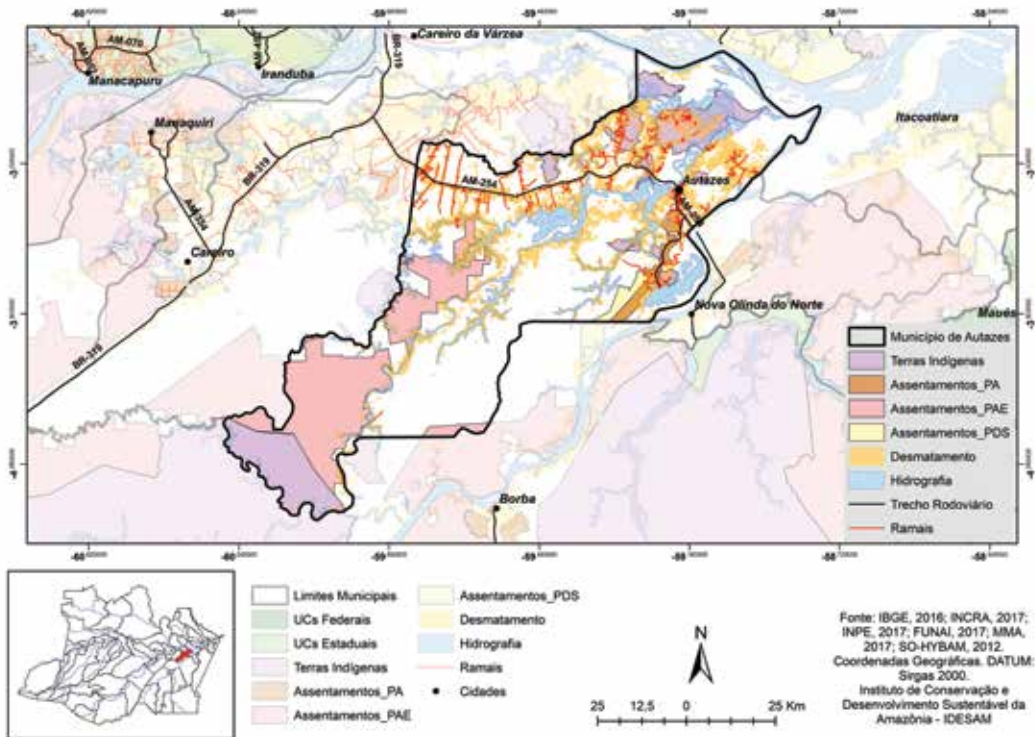 AM-070
Careiro da Várzea
BR-319
Manacapuru
Iranduba
Manaquiri
Itacoatiara
AM-254
Autazes
BR-319
AM-354
Careiro
Nova Olinda do Norte
Maués
BR-319
Borba
Município de Autazes
Terras Indígenas
Assentamentos_PA
Assentamentos_PAE
Assentamentos_PDS
Desmatamento
Hidrografia
Trecho Rodoviário
Ramais
Limites Municipais
UCs Federais
UCs Estaduais
Terras Indígenas
Assentamentos_PA
Assentamentos_PAE
Assentamentos_PDS
Desmatamento
Hidrografia
Ramais
Cidades
N
25 12,5 0 25 Km
Fonte: IBGE, 2016; INCRA, 2017;
INPE, 2017; FUNAI, 2017; MMA,
2017; SO-HYBAM, 2012.
Coordenadas Geográficas. DATUM:
Sirgas 2000.
Instituto de Conservação e
Desenvolvimento Sustentável da
Amazônia - IDESAM